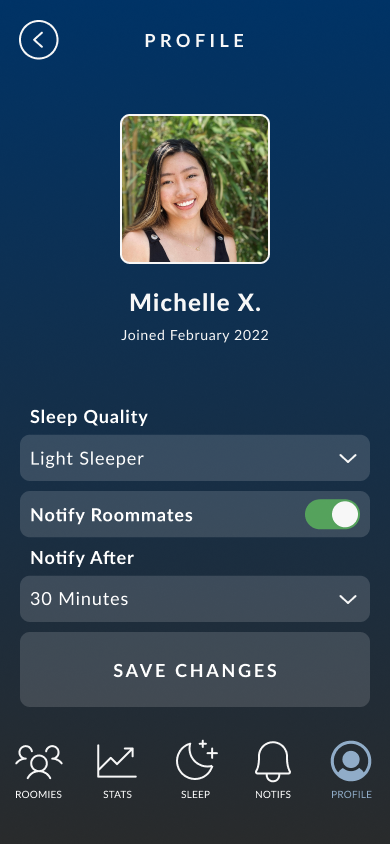 PROFILE
Michelle X.
Joined February 2022
Sleep Quality
Light Sleeper
Notify Roommates
Notify After
30 Minutes
SAVE CHANGES
ROOMIES STATS SLEEP NOTIFS PROFILE